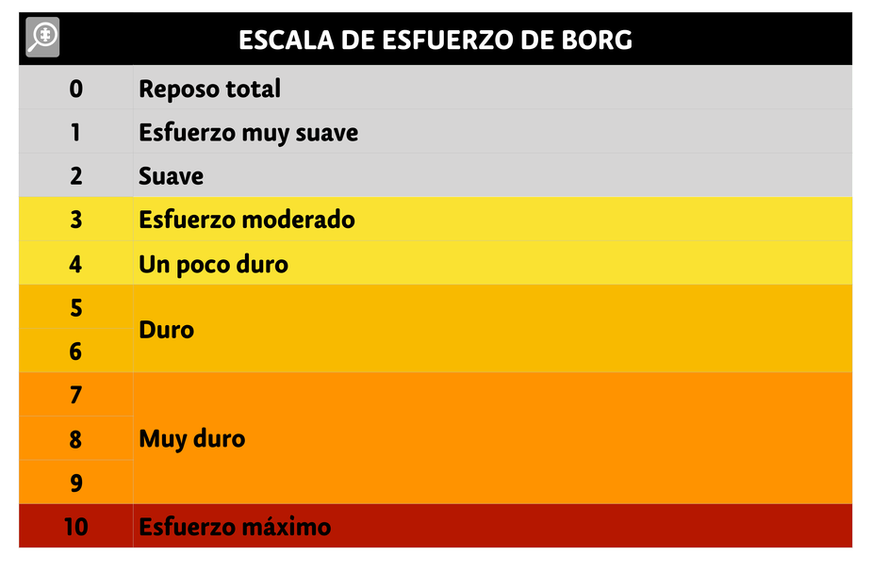 ESCALA DE ESFUERZO DE BORG
0 Reposo total
1 Esfuerzo muy suave
2 Suave
3 Esfuerzo moderado
4 Un poco duro
5
Duro
6
7
8 Muy duro
9
10 Esfuerzo máximo